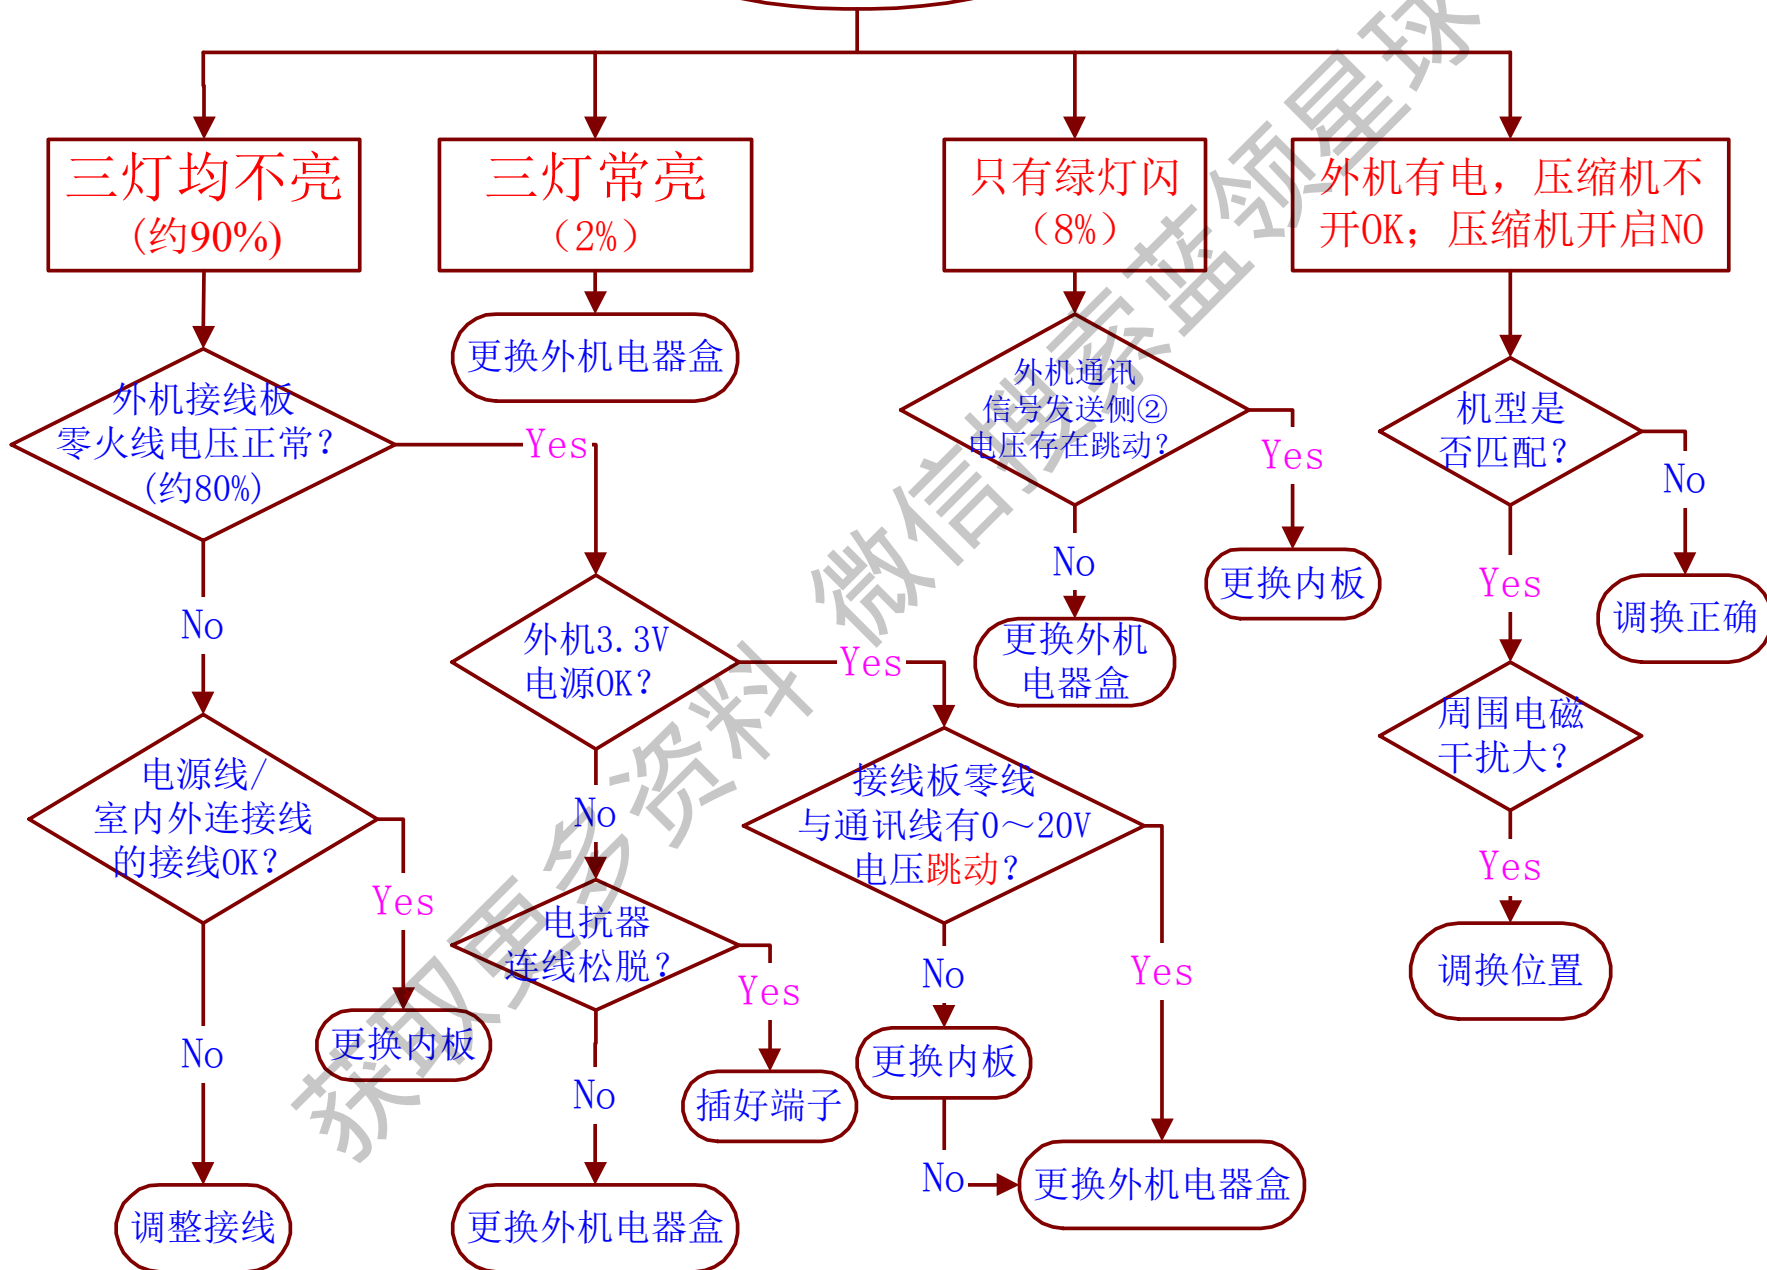 三灯均不亮
(约90%)
三灯常亮
（2%）
只有绿灯闪
（8%）
外机有电，压缩机不
开OK；压缩机开启NO
更换外机电器盒
外机接线板
零火线电压正常？
(约80%)
Yes
No
外机通讯
信号发送侧②
电压存在跳动？
Yes
No
更换内板
更换外机
电器盒
机型是
否匹配？
No
Yes
调换正确
外机3.3V
电源OK？
Yes
No
周围电磁
干扰大？
Yes
调换位置
电源线/
室内外连接线
的接线OK？
Yes
No
更换内板
调整接线
接线板零线
与通讯线有0～20V
电压跳动？
No
Yes
更换内板
No
更换外机电器盒
电抗器
连线松脱？
Yes
No
插好端子
更换外机电器盒
获取更多资料 微信搜索蓝领星球